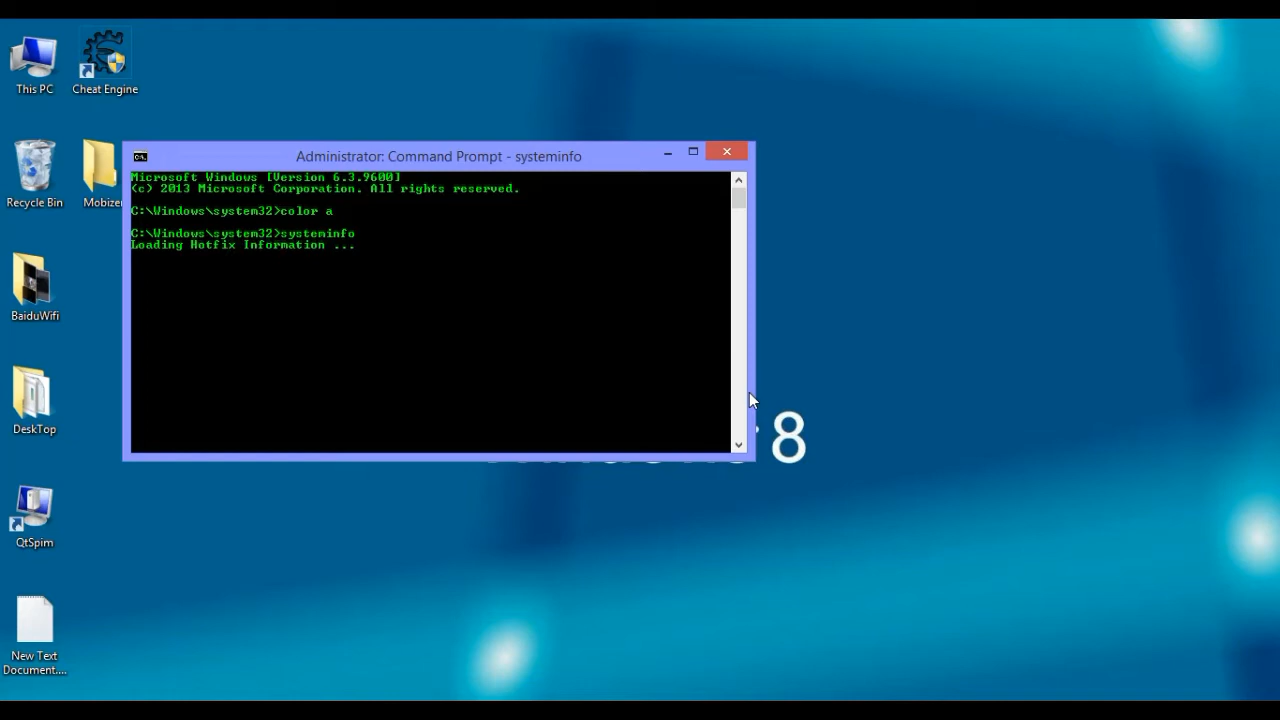 This PC
Cheat Engine
Recycle Bin
BaiduWifi
DeskTop
QtSpim
New Text
Document....
Administrator: Command Prompt - systeminfo
Microsoft Windows [Version 6.3.9600]
(c) 2013 Microsoft Corporation. All rights reserved.
C:\Windows\system32>color a
C:\Windows\system32>systeminfo
Loading Hotfix Information ...
8